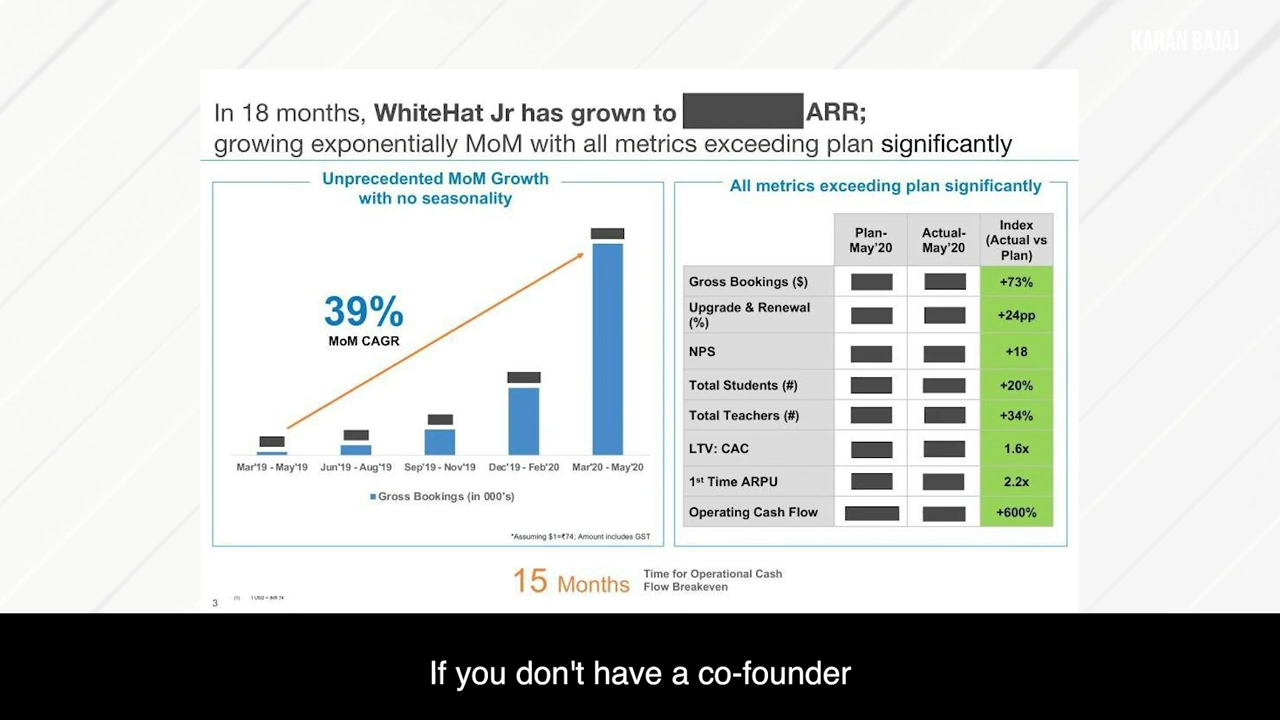 KARAN BAJAJ
In 18 months, WhiteHat Jr has grown to ARR;
growing exponentially MoM with all metrics exceeding plan significantly
Unprecedented MoM Growth
with no seasonality
39%
MoM CAGR
Mar'19 - May'19 Jun'19 - Aug'19 Sep'19 - Nov'19 Dec'19 - Feb'20 Mar'20 - May'20
Gross Bookings (in 000's)
*Assuming $1=₹74; Amount includes GST
All metrics exceeding plan significantly
Plan-
May'20
Actual-
May'20
Index
(Actual vs
Plan)
Gross Bookings ($) +73%
Upgrade & Renewal
(%) +24pp
NPS +18
Total Students (#) +20%
Total Teachers (#) +34%
LTV: CAC 1.6x
1st Time ARPU 2.2x
Operating Cash Flow +600%
15 Months
Time for Operational Cash
Flow Breakeven
3
(1) 1 USD = INR 74
If you don't have a co-founder